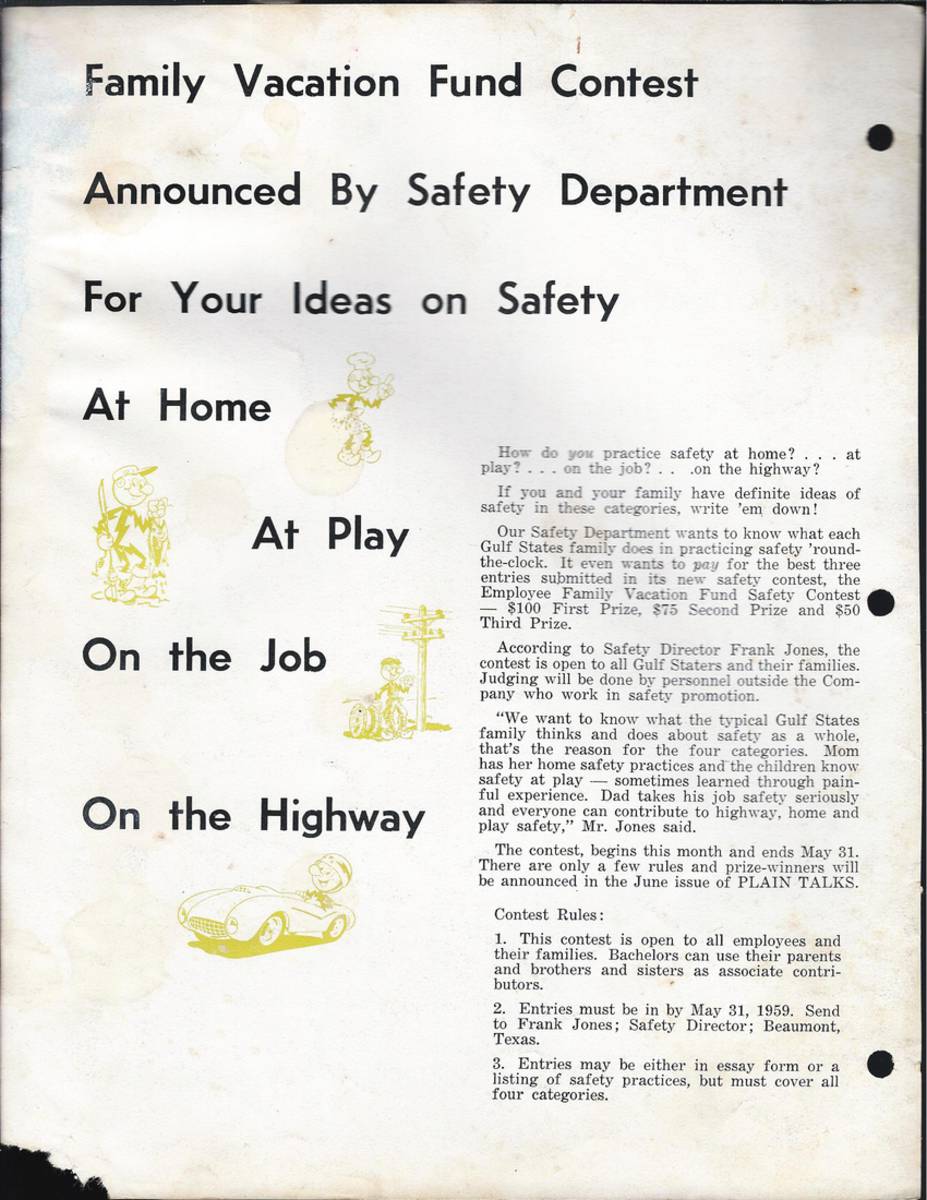 Family Vacation Fund Contest
Announced By Safety Department
For Your Ideas on Safety
At Home
At Play
On the Job
On the Highway
How do you practice safety at home? . . . at
play? . . . on the job? . . .on the highway?
If you and your family have definite ideas of
safety in these categories, write 'em down!
Our Safety Department wants to know what each
Gulf States family does in practicing safety 'round-
the-clock. It even wants to pay for the best three
entries submitted in its new safety contest, the
Employee Family Vacation Fund Safety Contest
— $100 First Prize, $75 Second Prize and $50
Third Prize.
According to Safety Director Frank Jones, the
contest is open to all Gulf Staters and their families.
Judging will be done by personnel outside the Com-
pany who work in safety promotion.
“We want to know what the typical Gulf States
family thinks and does about safety as a whole,
that's the reason for the four categories. Mom
has her home safety practices and the children know
safety at play — sometimes learned through pain-
ful experience. Dad takes his job safety seriously
and everyone can contribute to highway, home and
play safety,” Mr. Jones said.
The contest, begins this month and ends May 31.
There are only a few rules and prize-winners will
be announced in the June issue of PLAIN TALKS.
Contest Rules:
1. This contest is open to all employees and
their families. Bachelors can use their parents
and brothers and sisters as associate contri-
butors.
2. Entries must be in by May 31, 1959. Send
to Frank Jones; Safety Director; Beaumont,
Texas.
3. Entries may be either in essay form or a
listing of safety practices, but must cover all
four categories.